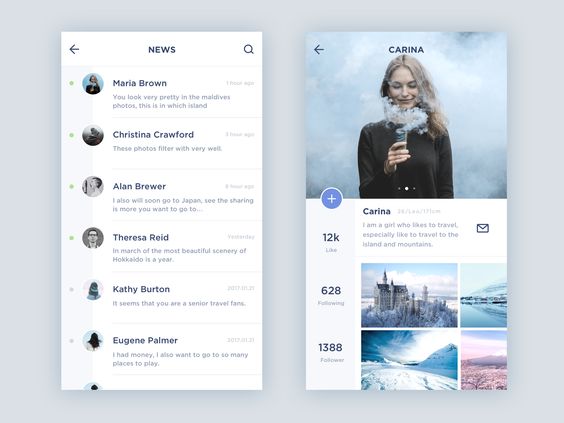 NEWS
Maria Brown
1 hour ago
You look very pretty in the maldives
photos, this is in which island
Christina Crawford
3 hour ago
These photos filter with very well.
Alan Brewer
8 hour ago
I also will soon go to Japan, see the sharing
is more you want to go to...
Theresa Reid
Yesterday
In march of the most beautiful scenery of
Hokkaido is a year.
Kathy Burton
2017.01.21
It seems that you are a senior travel fans.
Eugene Palmer
2017.01.21
I had money, I also want to go to so many
places to play.
CARINA
Carina
26/Leo/171cm
I am a girl who likes to travel,
especially like to travel to the
island and mountains.
12k
Like
628
Following
1388
Follower